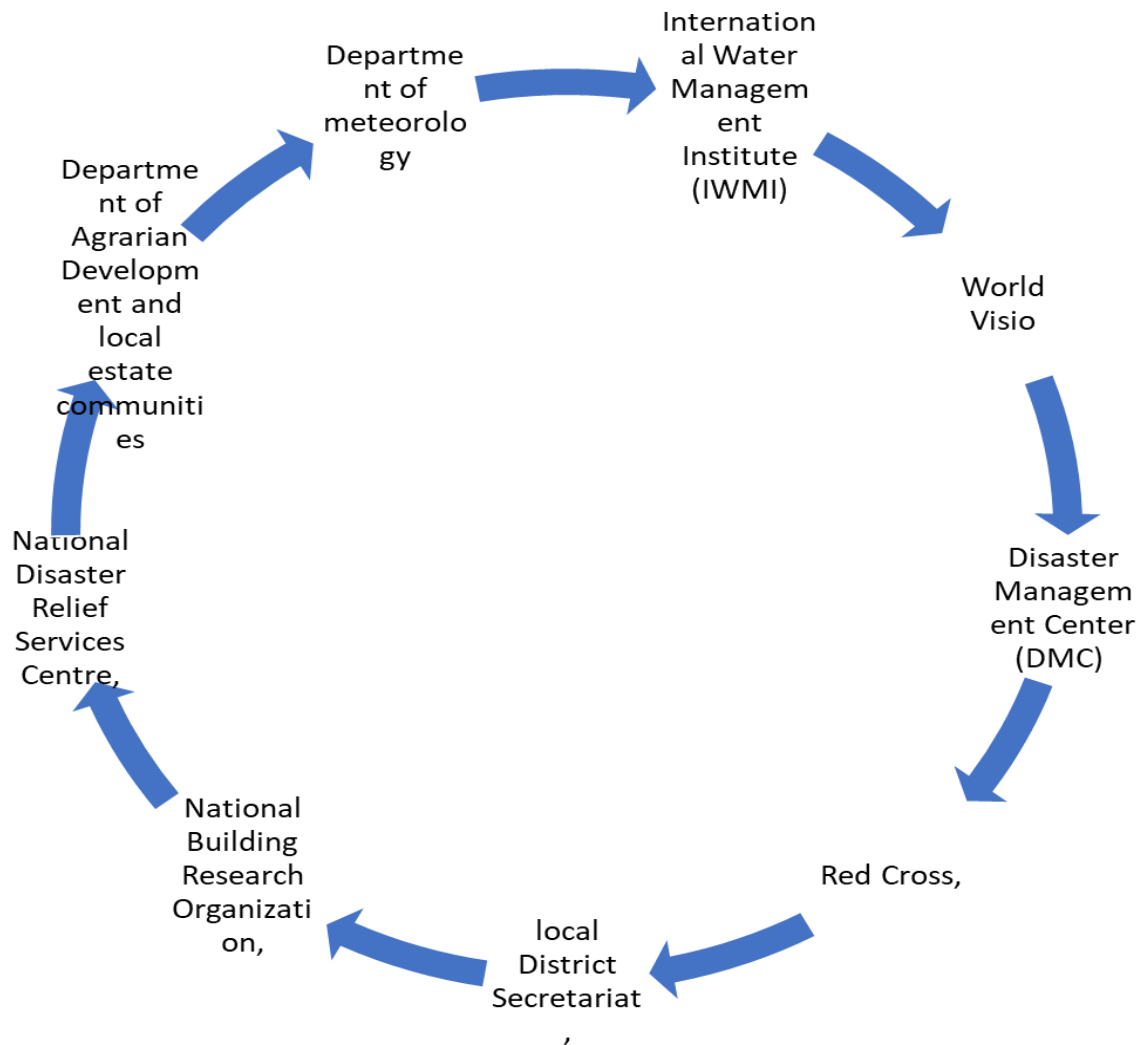 Internation
al Water
Managem
ent
Institute
(IWMI)
World
Visio
Disaster
Managem
ent Center
(DMC)
Red Cross,
local
District
Secretariat
,
National
Building
Research
Organizati
on,
National
Disaster
Relief
Services
Centre,
Departme
nt of
Agrarian
Developm
ent and
local
estate
communiti
es
Departme
nt of
meteorolo
gy